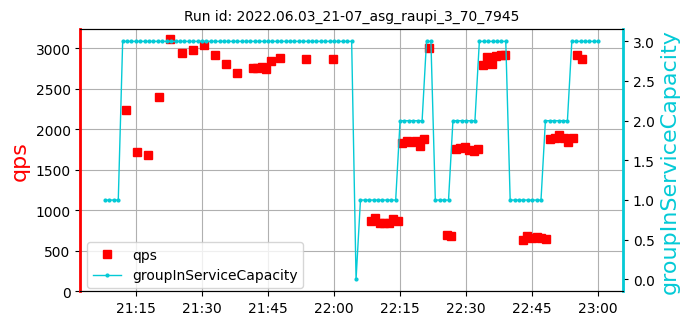 Run id: 2022.06.03_21-07_asg_raupi_3_70_7945
3000
2500
2000
1500
1000
500
0
qps
3.0
2.5
2.0
1.5
1.0
0.5
0.0
groupInServiceCapacity
qps
groupInServiceCapacity
21:15 21:30 21:45 22:00 22:15 22:30 22:45 23:00